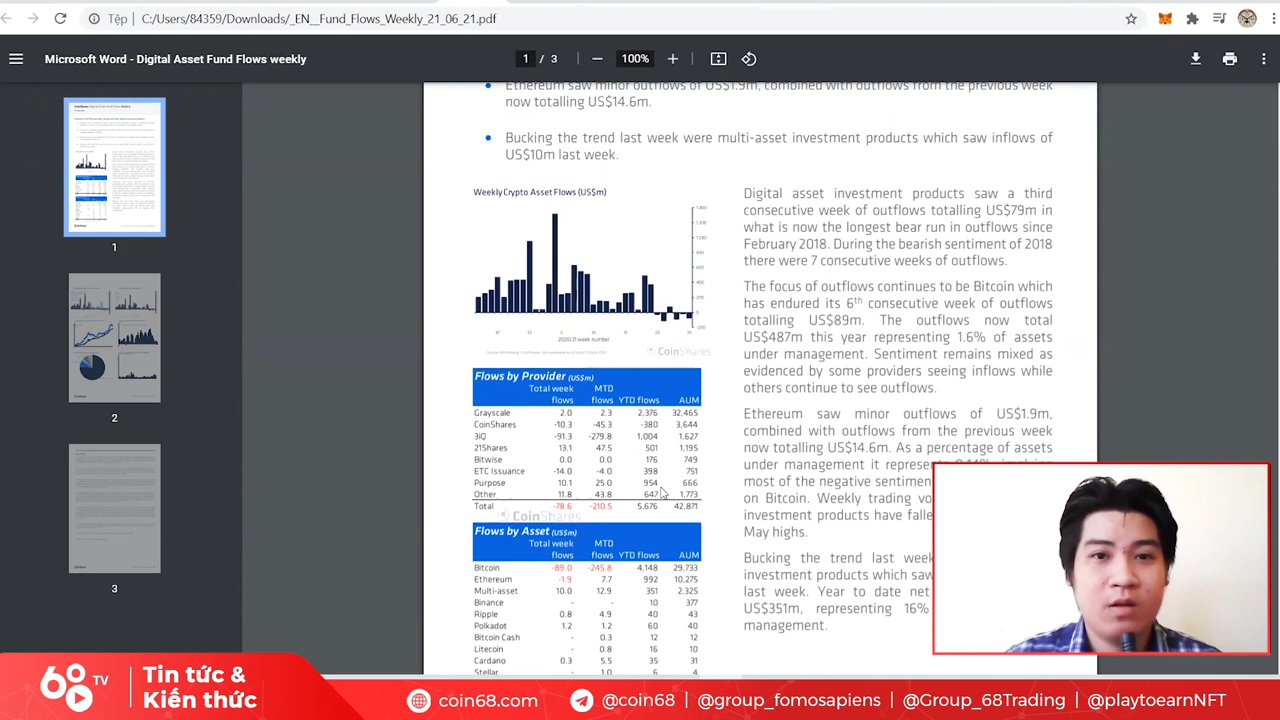 Tệp
C:/Users/84359/Downloads/_EN__Fund_Flows_Weekly_21_06_21.pdf
Microsoft Word - Digital Asset Fund Flows weekly
1 / 3
100%
1
2
3
Ethereum saw minor outflows of US$1.9m, combined with outflows from the previous week
now totalling US$14.6m.
Bucking the trend last week were multi-asset investment products which saw inflows of
US$10m last week.
Weekly Crypto Asset Flows (US$m)
2020/21 week number
CoinShares
Flows by Provider (US$m)
Total week MTD
flows flows YTD flows AUM
Grayscale 2.0 2.3 2,376 32,465
CoinShares -10.3 -45.3 -380 3,644
3iQ -91.3 -279.8 1,004 1,627
21Shares 13.1 47.5 501 1,195
Bitwise 0.0 0.0 176 749
ETC Issuance -14.0 -4.0 398 751
Purpose 10.1 25.0 954 666
Other 11.8 43.8 647 1,773
Total -78.6 -210.5 5,676 42,871
CoinShares
Flows by Asset (US$m)
Total week MTD
flows flows YTD flows AUM
Bitcoin -89.0 -245.8 4,148 29,733
Ethereum -1.9 7.7 992 10,275
Multi-asset 10.0 12.9 351 2,325
Binance - - 10 377
Ripple 0.8 4.9 40 43
Polkadot 1.2 1.2 60 40
Bitcoin Cash - 0.3 12 12
Litecoin - 0.8 16 10
Cardano 0.3 5.5 35 31
Stellar - 1.0 6 4
Digital asset investment products saw a third
consecutive week of outflows totalling US$79m in
what is now the longest bear run in outflows since
February 2018. During the bearish sentiment of 2018
there were 7 consecutive weeks of outflows.
The focus of outflows continues to be Bitcoin which
has endured its 6th consecutive week of outflows
totalling US$89m. The outflows now total
US$487m this year representing 1.6% of assets
under management. Sentiment remains mixed as
evidenced by some providers seeing inflows while
others continue to see outflows.
Ethereum saw minor outflows of US$1.9m,
combined with outflows from the previous week
now totalling US$14.6m. As a percentage of assets
under management it represents
most of the negative sentimen
on Bitcoin. Weekly trading vo
investment products have falle
May highs.
Bucking the trend last week
investment products which saw
last week. Year to date net
US$351m, representing 16%
management.
68 TV
Tin tức &
Kiến thức
coin68.com
@coin68 | @group_fomosapiens | @Group_68Trading | @playtoearnNFT